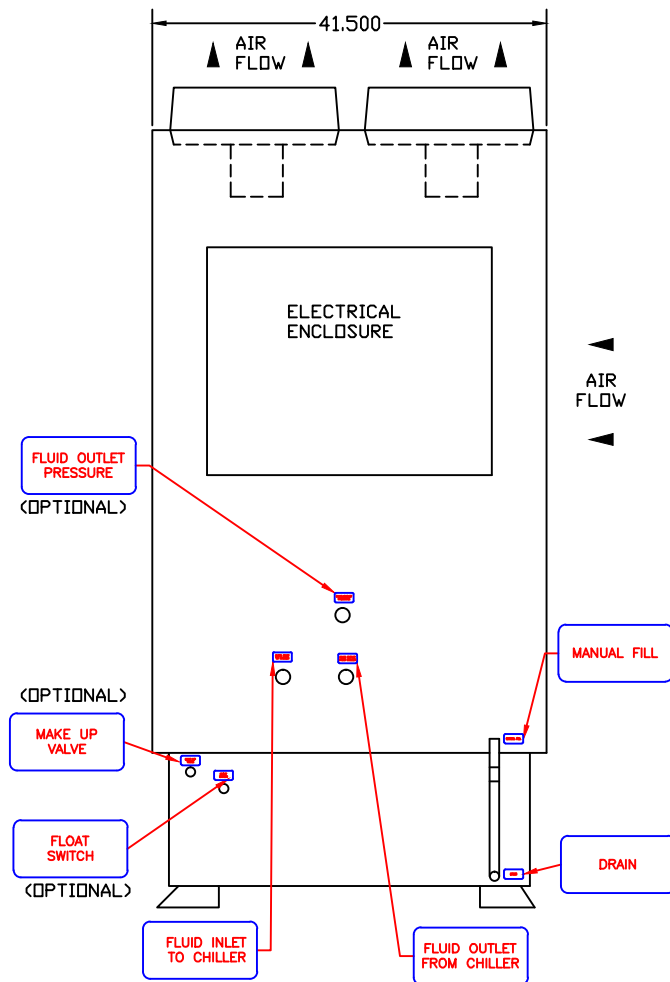 41.500
AIR
FLOW
AIR
FLOW
ELECTRICAL
ENCLOSURE
AIR
FLOW
FLUID OUTLET
PRESSURE
(OPTIONAL)
MANUAL FILL
(OPTIONAL)
MAKE UP
VALVE
FLOAT
SWITCH
(OPTIONAL)
DRAIN
FLUID INLET
TO CHILLER
FLUID OUTLET
FROM CHILLER